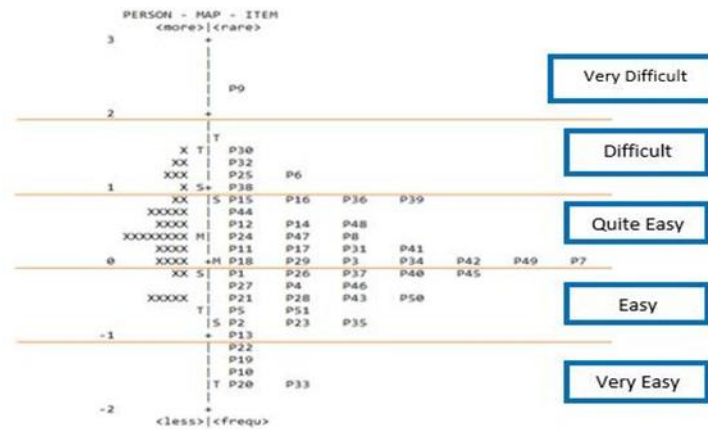 PERSON - MAP - ITEM
<more>|<rare>
3 +
|
| P9
2 +
|T
X T| P30
XX | P32
XXX | P25 P6
1 X S+ P38
XX |S P15 P16 P36 P39
XXXXX | P44
XXXX | P12 P14 P48
XXXXXXXX M| P24 P47 P8
XXXX | P11 P17 P31 P41
0 XXXX +M P18 P29 P3 P34 P42 P49 P7
XX S| P1 P26 P37 P40 P45
| P27 P4 P46
XXXXX | P21 P28 P43 P50
T| P5 P51
|S P2 P23 P35
-1 + P13
| P22
| P19
| P10
|T P20 P33
-2 +
<less>|<frequ>
Very Difficult
Difficult
Quite Easy
Easy
Very Easy